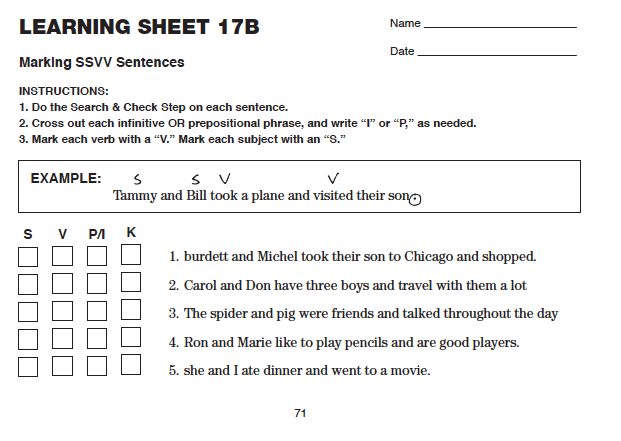 LEARNING SHEET 17B
Name
Date
Marking SSVV Sentences
INSTRUCTIONS:
1. Do the Search & Check Step on each sentence.
2. Cross out each infinitive OR prepositional phrase, and write “I” or “P,” as needed.
3. Mark each verb with a “V.” Mark each subject with an “S.”
EXAMPLE: S S V V
Tammy and Bill took a plane and visited their son.
S V P/I K
1. burdett and Michel took their son to Chicago and shopped.
2. Carol and Don have three boys and travel with them a lot
3. The spider and pig were friends and talked throughout the day
4. Ron and Marie like to play pencils and are good players.
5. she and I ate dinner and went to a movie.
71